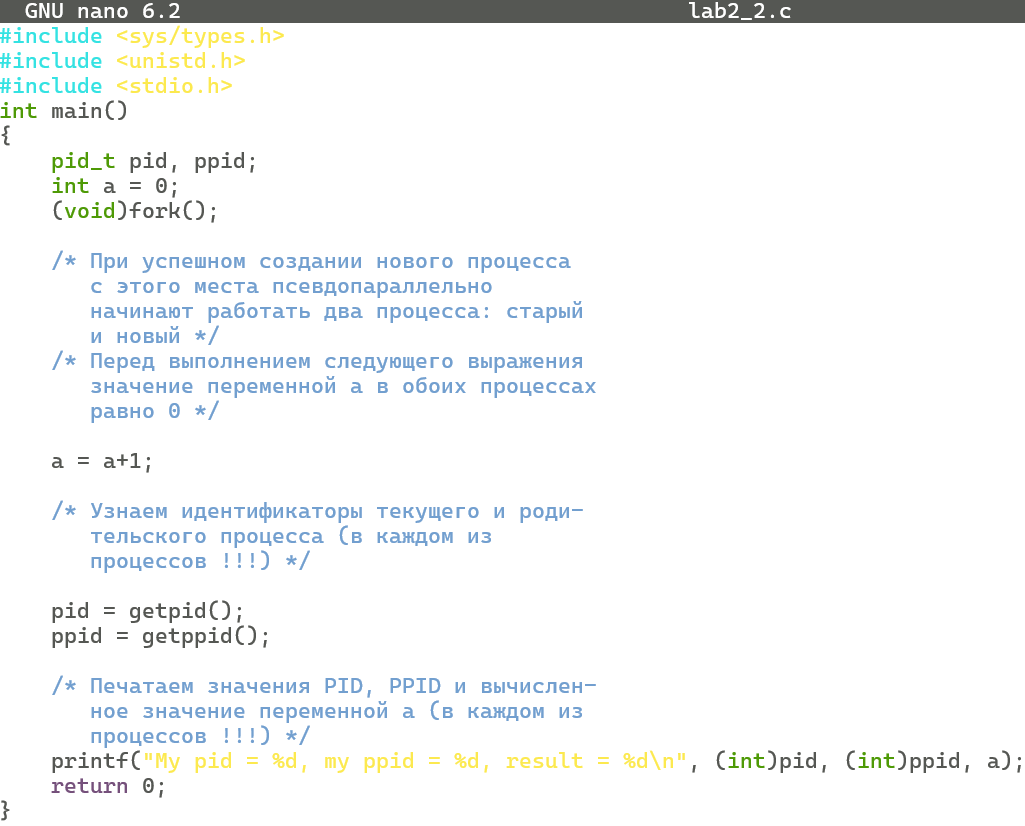 GNU nano 6.2 lab2_2.c
#include <sys/types.h>
#include <unistd.h>
#include <stdio.h>
int main()
{
    pid_t pid, ppid;
    int a = 0;
    (void)fork();

    /* При успешном создании нового процесса
       с этого места псевдопараллельно
       начинают работать два процесса: старый
       и новый */
    /* Перед выполнением следующего выражения
       значение переменной a в обоих процессах
       равно 0 */

    a = a+1;

    /* Узнаем идентификаторы текущего и роди-
       тельского процесса (в каждом из
       процессов !!!) */

    pid = getpid();
    ppid = getppid();

    /* Печатаем значения PID, PPID и вычислен-
       ное значение переменной a (в каждом из
       процессов !!!) */
    printf("My pid = %d, my ppid = %d, result = %d\n", (int)pid, (int)ppid, a);
    return 0;
}